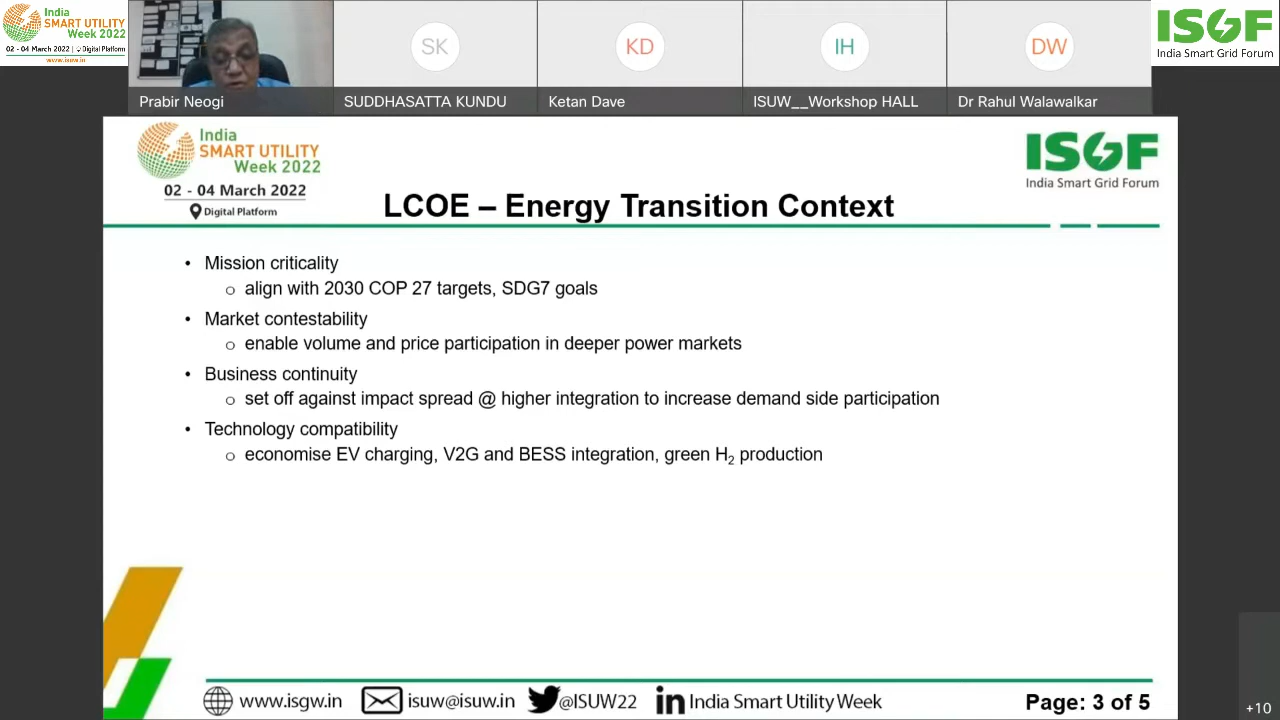 India
SMART UTILITY
Week 2022
02 - 04 March 2022 | Digital Platform
www.isuw.in
SK
KD
IH
DW
ISGF
India Smart Grid Forum
Prabir Neogi
SUDDHASATTA KUNDU
Ketan Dave
ISUW__Workshop HALL
Dr Rahul Walawalkar
India
SMART UTILITY
Week 2022
02 - 04 March 2022
Digital Platform
ISGF
India Smart Grid Forum
LCOE – Energy Transition Context
• Mission criticality
o align with 2030 COP 27 targets, SDG7 goals
• Market contestability
o enable volume and price participation in deeper power markets
• Business continuity
o set off against impact spread @ higher integration to increase demand side participation
• Technology compatibility
o economise EV charging, V2G and BESS integration, green H₂ production
www.isgw.in isuw@isuw.in @ISUW22 in India Smart Utility Week
Page: 3 of 5
+10